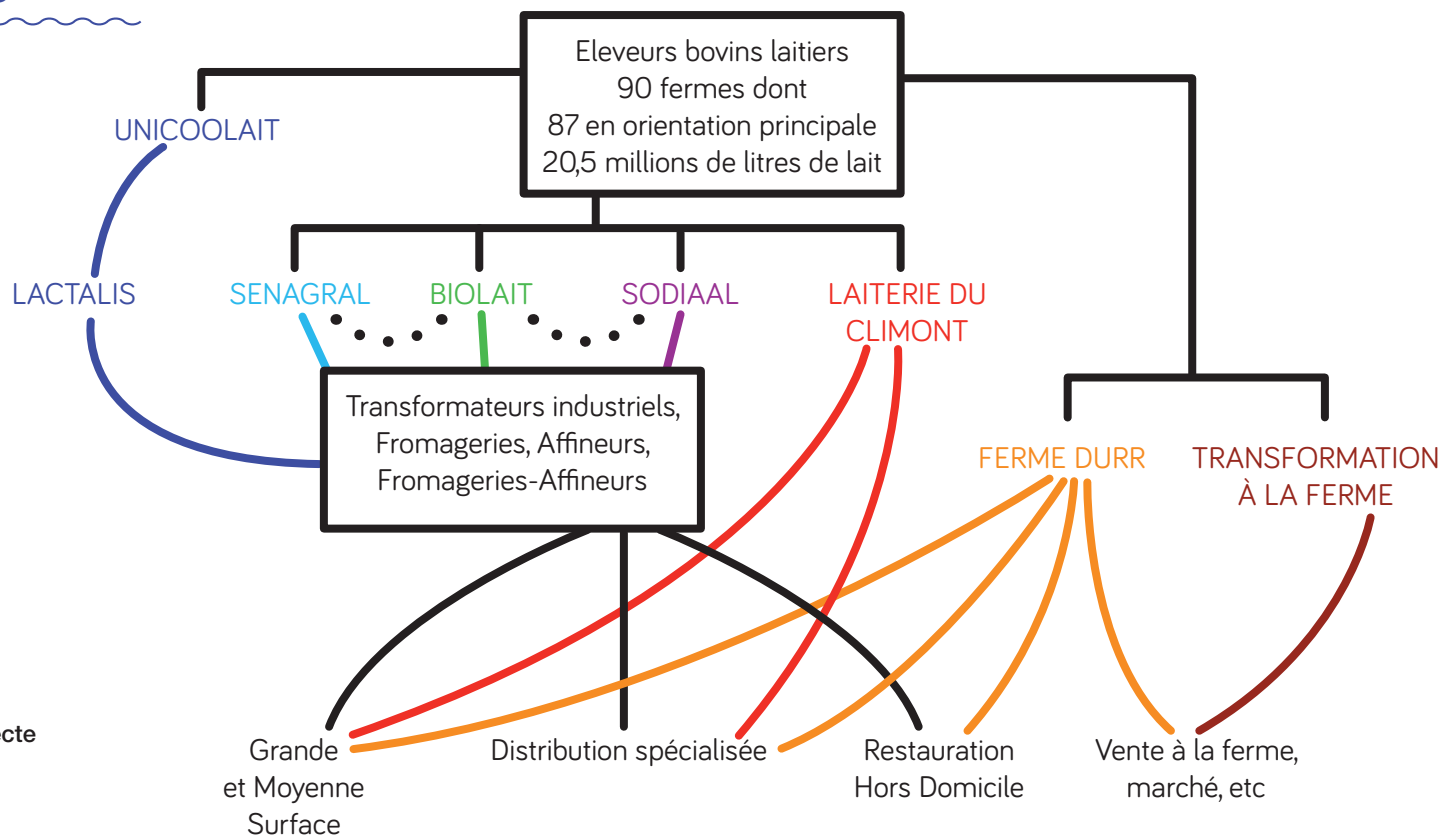 Eleveurs bovins laitiers
90 fermes dont
87 en orientation principale
20,5 millions de litres de lait
UNICOOLAIT
LACTALIS
SENAGRAL
BIOLAIT
SODIAAL
LAITERIE DU
CLIMONT
Transformateurs industriels,
Fromageries, Affineurs,
Fromageries-Affineurs
FERME DURR
TRANSFORMATION
À LA FERME
Grande
et Moyenne
Surface
Distribution spécialisée
Restauration
Hors Domicile
Vente à la ferme,
marché, etc